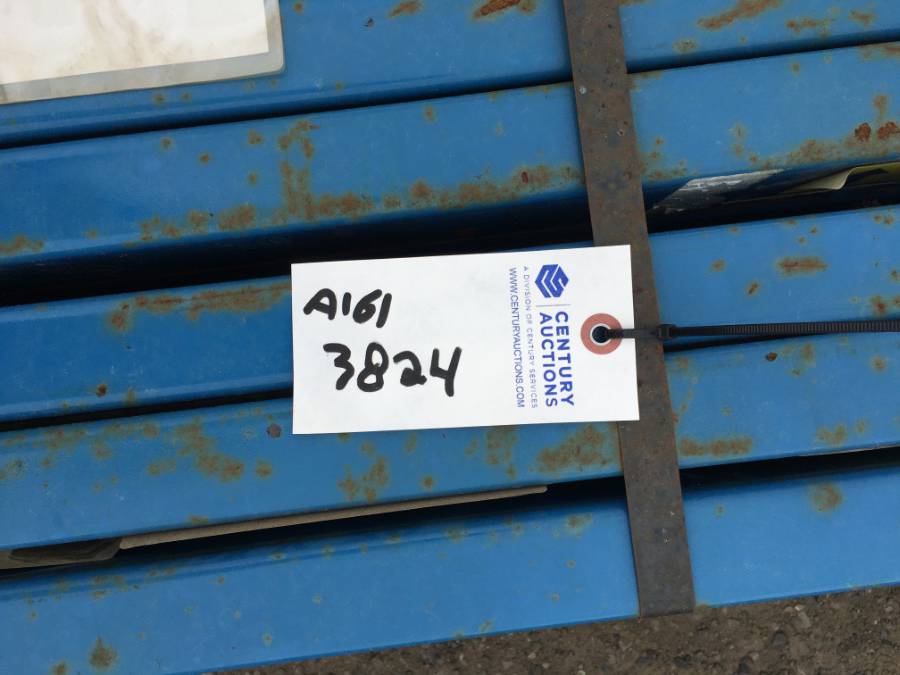 A161
3824
CENTURY
AUCTIONS
A DIVISION OF CENTURY SERVICES
WWW.CENTURYAUCTIONS.COM